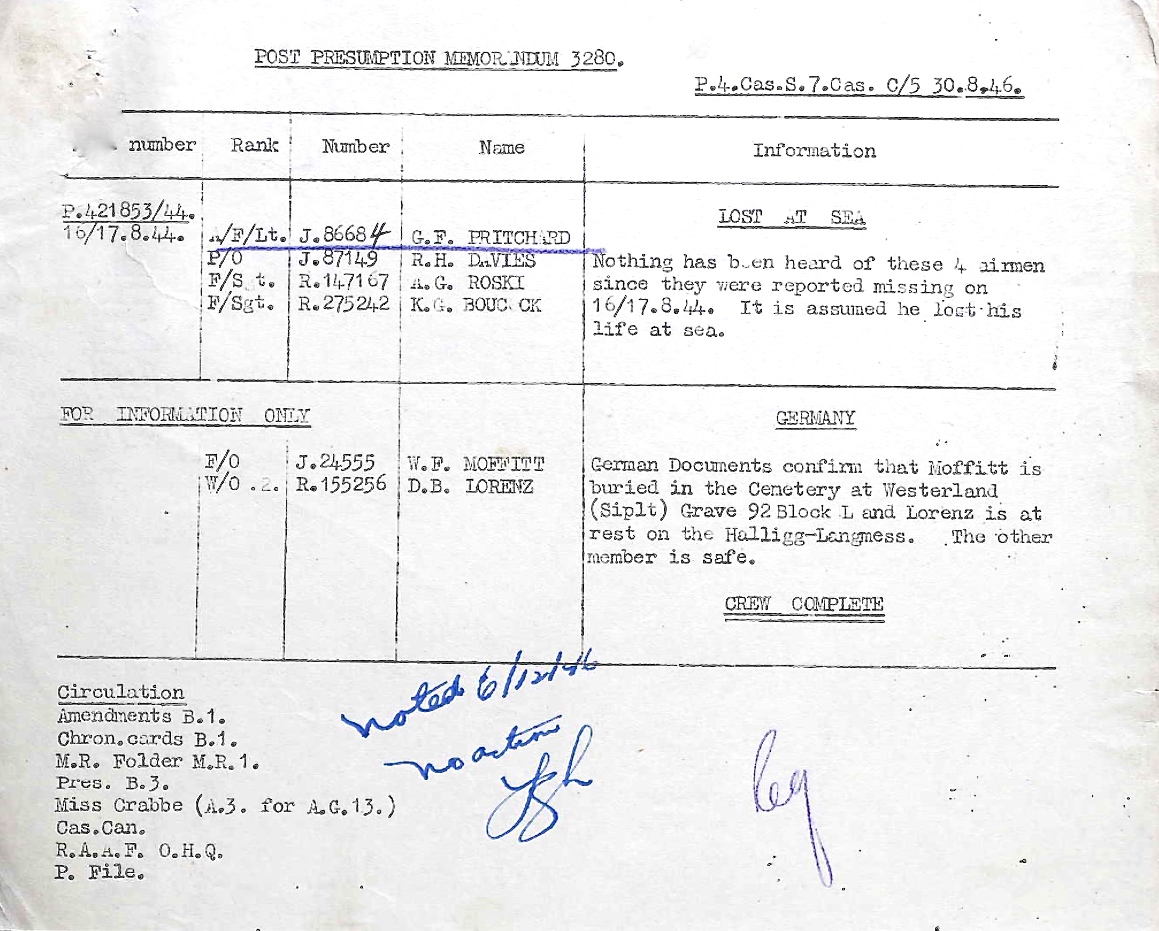 POST PRESUMPTION MEMORANDUM 3280.
P.4.Cas.S.7.Cas. C/5 30.8.46.
number Rank Number Name Information
P.421853/44. LOST AT SEA
16/17.8.44. A/F/Lt. J.86684 G.F. PRITCHARD
P/O J.87149 R.H. DAVIES Nothing has been heard of these 4 airmen
F/Sgt. R.147167 A.G. ROSKI since they were reported missing on
F/Sgt. R.275242 K.G. BOUCOCK 16/17.8.44. It is assumed he lost his
life at sea.
FOR INFORMATION ONLY GERMANY
F/O J.24555 W.F. MOFFITT German Documents confirm that Moffitt is
W/O .2. R.155256 D.B. LORENZ buried in the Cemetery at Westerland
(Siplt) Grave 92 Block L and Lorenz is at
rest on the Halligg-Langness. The other
member is safe.
CREW COMPLETE
Circulation
Amendments B.1.
Chron.cards B.1.
M.R. Folder M.R.1.
Pres. B.3.
Miss Crabbe (A.3. for A.G.13.)
Cas.Can.
R.A.A.F. O.H.Q.
P. File.
noted 6/12/46
no action